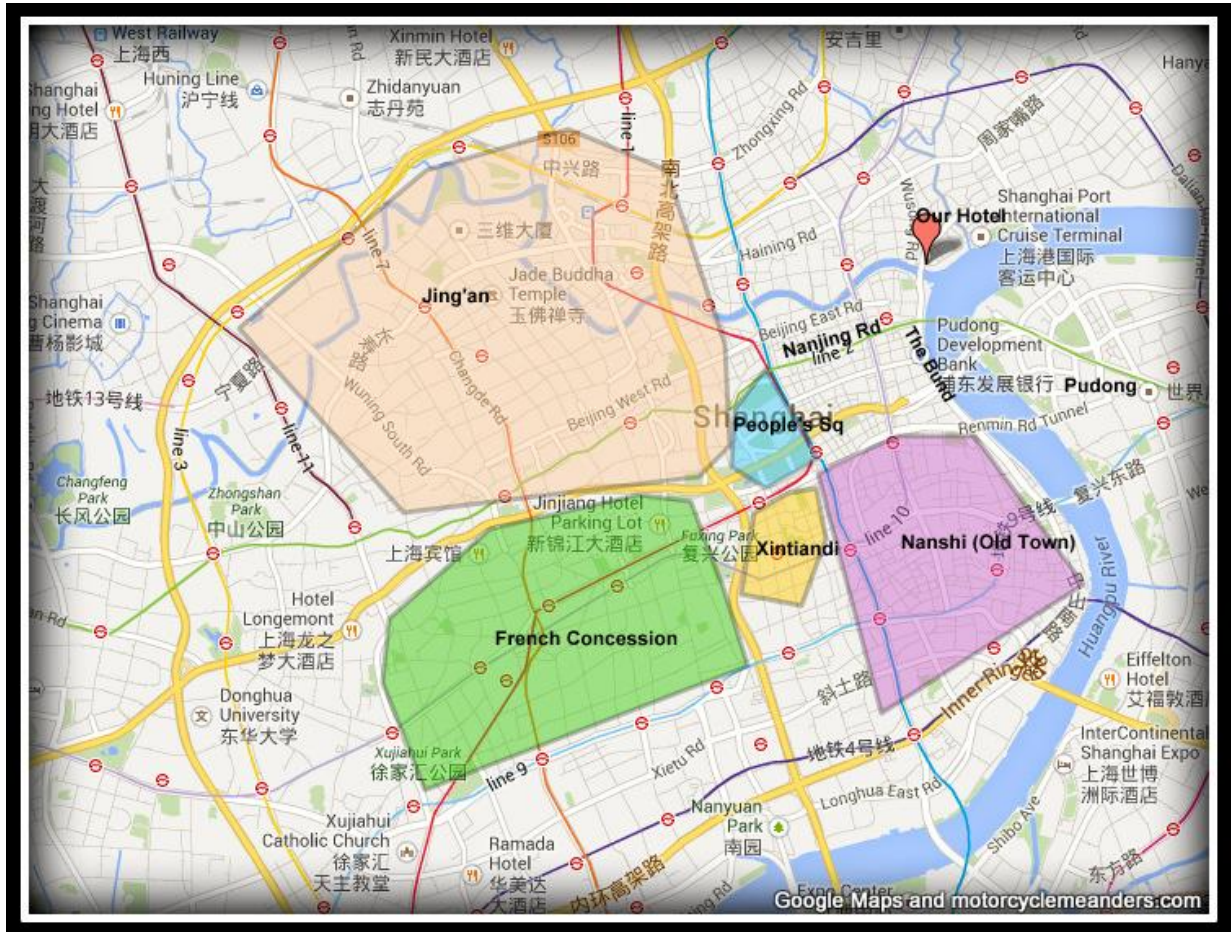 West Railway
上海西
Xinmin Hotel
新民大酒店
安吉里
Huning Line
沪宁线
Zhidanyuan
志丹苑
S106
中兴路
line 1
南北高架路
Zhongxing Rd
周家嘴路
三维大厦
Haining Rd
Wusong Rd
Our Hotel
Shanghai Port
International
Cruise Terminal
上海港国际
客运中心
line 7
Jing'an
Jade Buddha
Temple
玉佛禅寺
长寿路
Shanghai
Cinema
曹杨影城
宁夏路
地铁13号线
Changde Rd
Wuning South Rd
Beijing West Rd
Beijing East Rd
Nanjing Rd
line 2
The Bund
Pudong
Development
Bank
浦东发展银行
Pudong
Shanghai
People's Sq
Renmin Rd Tunnel
line 3
line 11
Changfeng
Park
长风公园
Zhongshan
Park
中山公园
Jinjiang Hotel
Parking Lot
新锦江大酒店
上海宾馆
Fuxing Park
复兴公园
Xintiandi
line 10
Nanshi (Old Town)
复兴东路
Huangpu River
Hotel
Longemont
上海龙之
梦大酒店
French Concession
Donghua
University
东华大学
Xujiahui Park
徐家汇公园
line 9
Xietu Rd
斜土路
地铁4号线
Eiffelton
Hotel
InterContinental
Shanghai Expo
上海世博
洲际酒店
Longhua East Rd
Nanyuan
Park
南园
Shibo Ave
东方路
Xujiahui
Catholic Church
徐家汇
天主教堂
Ramada
Hotel
华美达
大酒店
内环高架路
Expo Center
Google Maps and motorcyclemeanders.com